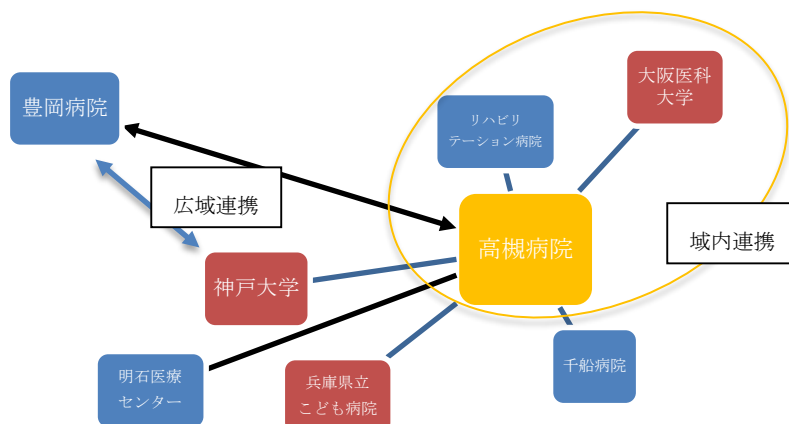 大阪医科
大学
豊岡病院
リハビリ
テーション病院
広域連携
域内連携
高槻病院
神戸大学
千船病院
明石医療
センター
兵庫県立
こども病院